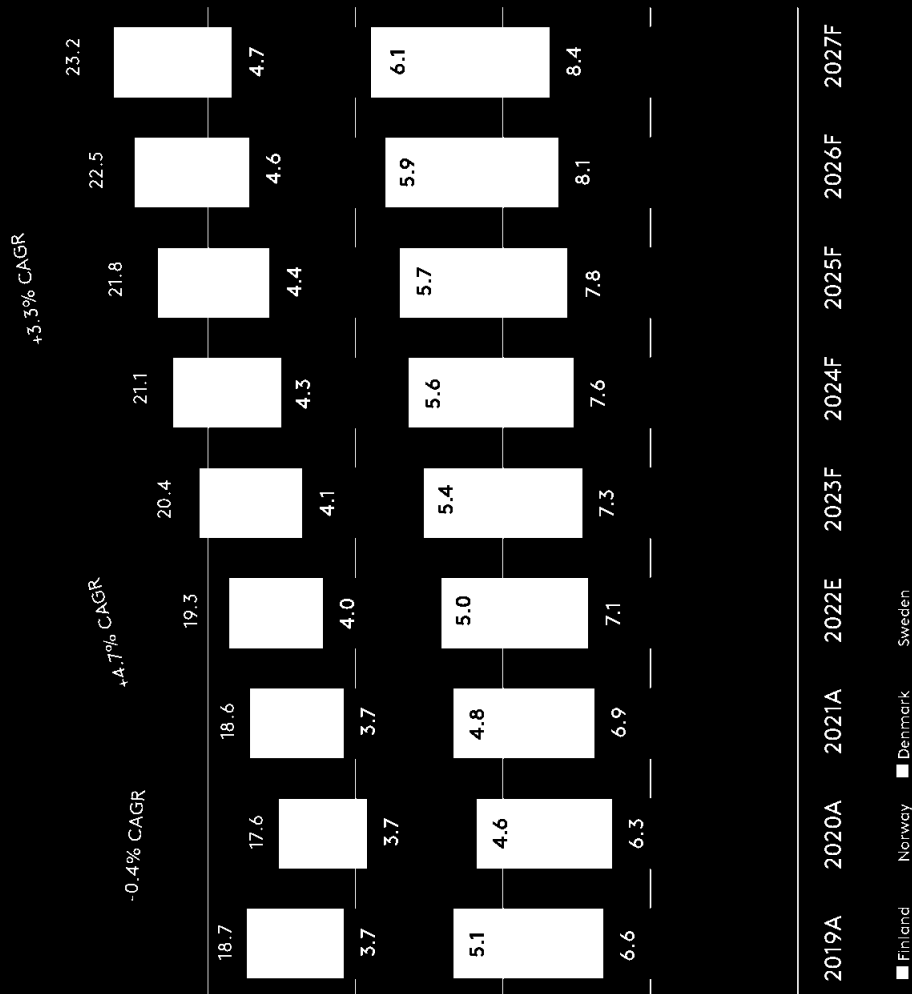 -0.4% CAGR +4.7% CAGR +3.3% CAGR
18.7 17.6 18.6 19.3 20.4 21.1 21.8 22.5 23.2
3.7 3.7 3.7 4.0 4.1 4.3 4.4 4.6 4.7
5.1 4.6 4.8 5.0 5.4 5.6 5.7 5.9 6.1
6.6 6.3 6.9 7.1 7.3 7.6 7.8 8.1 8.4
2019A 2020A 2021A 2022E 2023F 2024F 2025F 2026F 2027F
Finland Norway Denmark Sweden